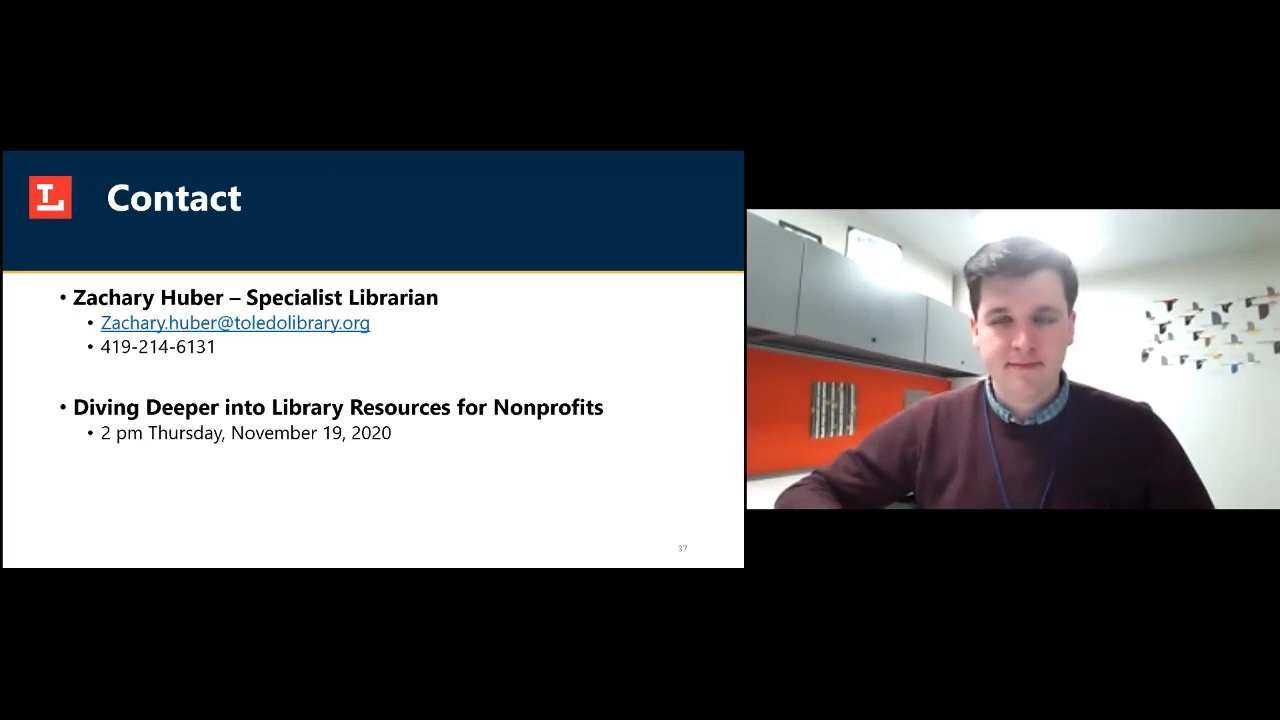 Contact
• Zachary Huber – Specialist Librarian
• Zachary.huber@toledolibrary.org
• 419-214-6131
• Diving Deeper into Library Resources for Nonprofits
• 2 pm Thursday, November 19, 2020
37